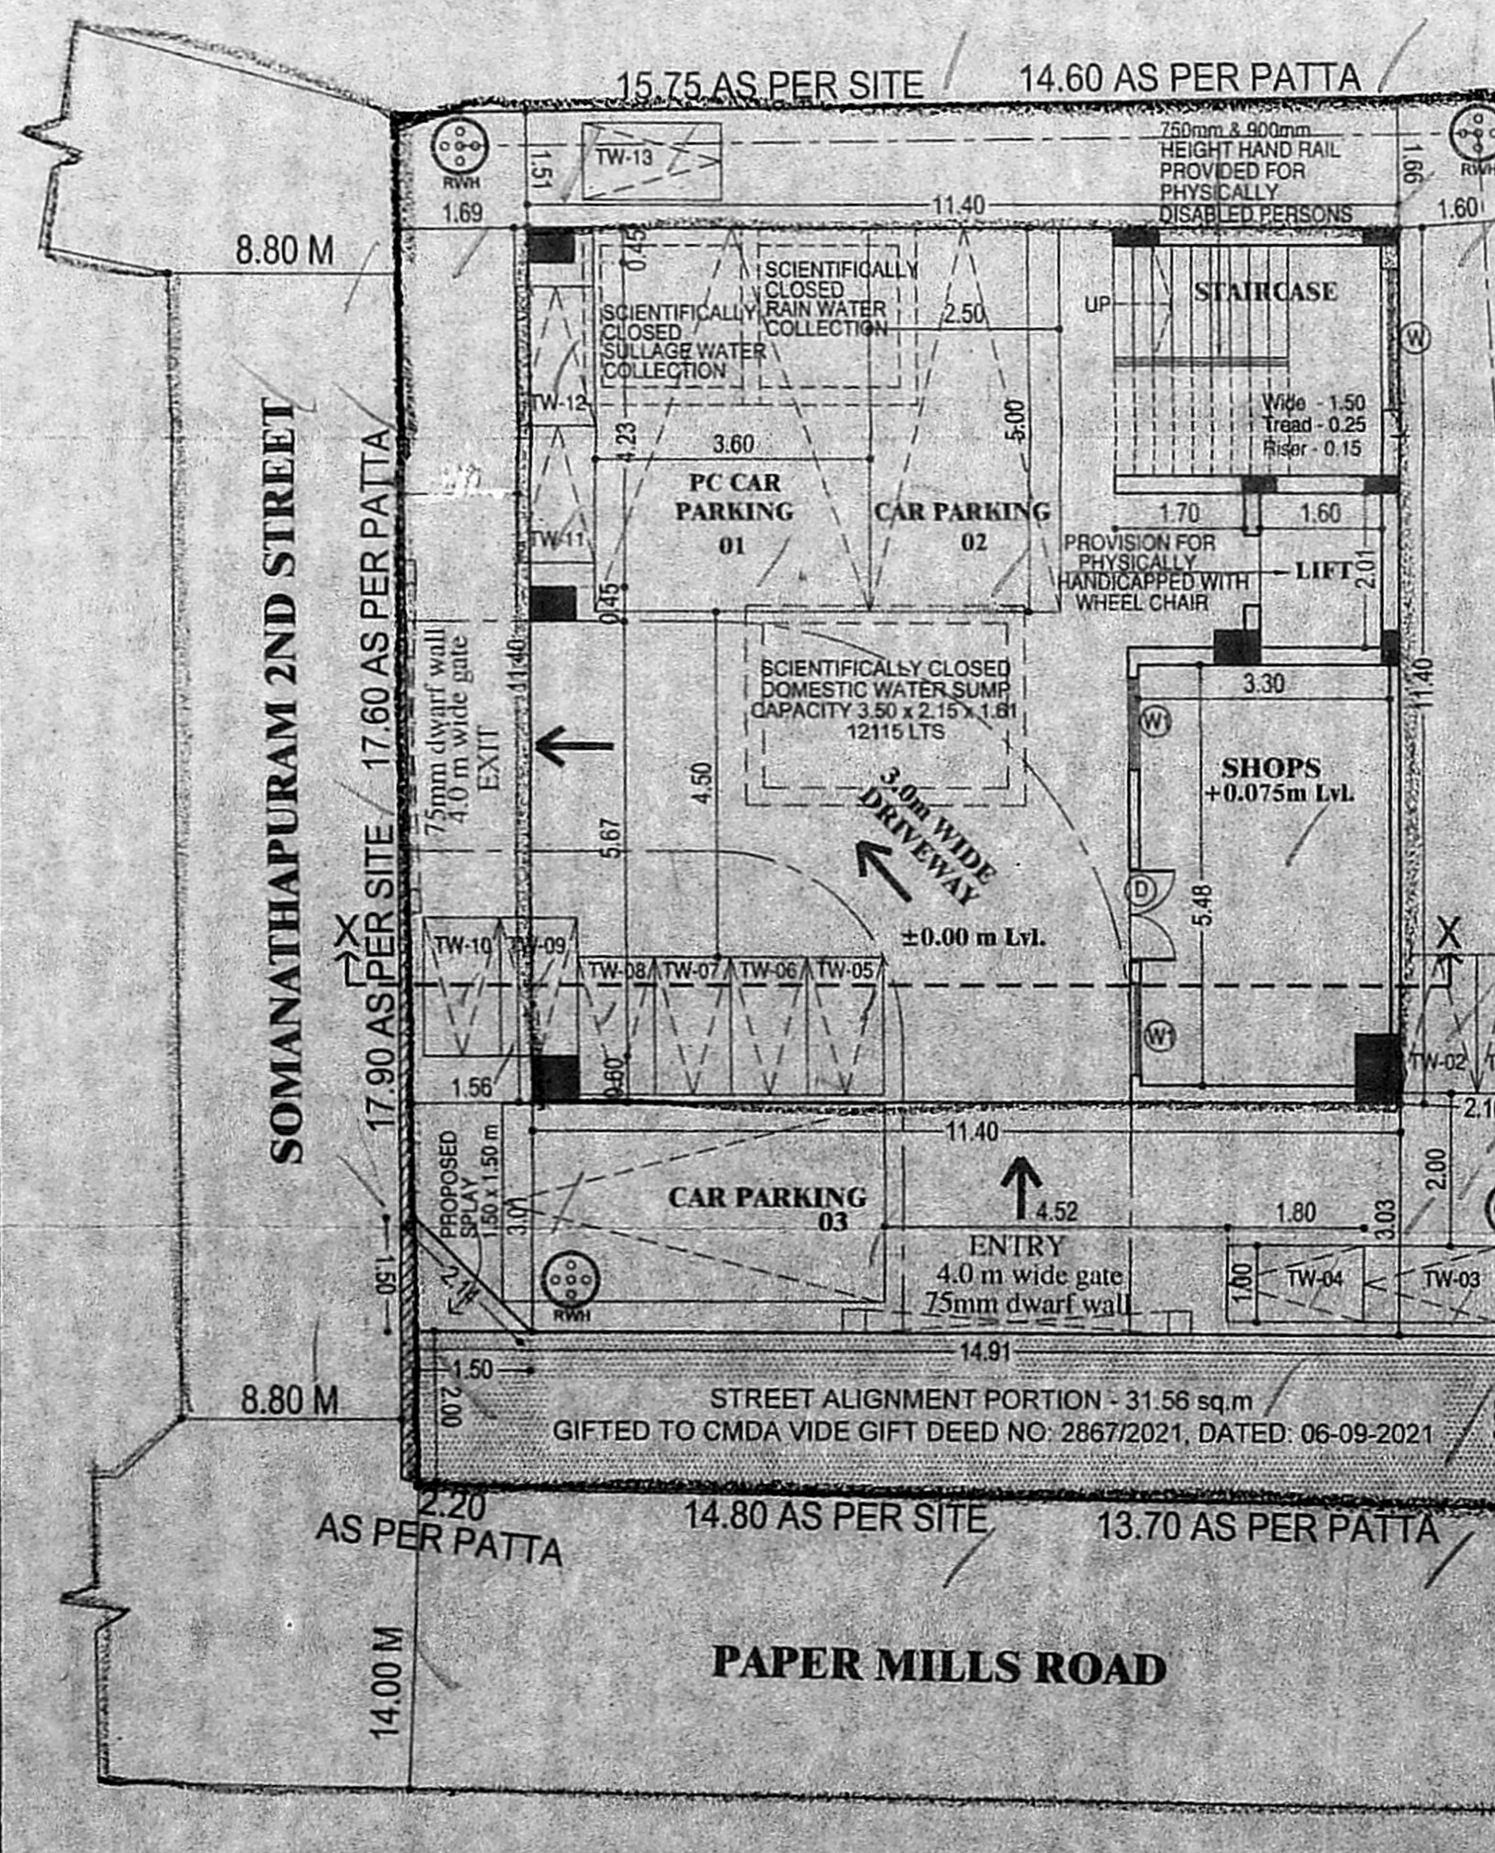 15.75 AS PER SITE
14.60 AS PER PATTA
RWH
1.69
1.51
TW-13
750mm & 900mm
HEIGHT HAND RAIL
PROVIDED FOR
PHYSICALLY
DISABLED PERSONS
1.66
RWH
1.60
11.40
8.80 M
0.45
SCIENTIFICALLY
CLOSED
SULLAGE WATER
COLLECTION
SCIENTIFICALLY
CLOSED
RAIN WATER
COLLECTION
2.50
UP
STAIRCASE
W
Wide - 1.50
Tread - 0.25
Riser - 0.15
TW-12
4.23
3.60
5.00
PC CAR
PARKING
01
CAR PARKING
02
TW-11
1.70
1.60
PROVISION FOR
PHYSICALLY
HANDICAPPED WITH
WHEEL CHAIR
LIFT
2.01
0.45
SOMANATHAPURAM 2ND STREET
17.90 AS PER SITE
17.60 AS PER PATTA
75mm dwarf wall
4.0 m wide gate
EXIT
11.40
SCIENTIFICALLY CLOSED
DOMESTIC WATER SUMP
CAPACITY 3.50 x 2.15 x 1.61
12115 LTS
3.30
W1
11.40
SHOPS
+0.075m Lvl.
4.50
5.67
3.0m WIDE
DRIVEWAY
D
5.48
±0.00 m Lvl.
X
X
TW-10
TW-09
TW-08
TW-07
TW-06
TW-05
W1
TW-02
1.56
0.60
11.40
2.00
PROPOSED
SPLAY
1.50 x 1.50 m
3.01
CAR PARKING
03
4.52
1.80
3.03
ENTRY
4.0 m wide gate
75mm dwarf wall
1.00
TW-04
TW-03
1.50
2.14
RWH
14.91
1.50
2.00
8.80 M
STREET ALIGNMENT PORTION - 31.56 sq.m
GIFTED TO CMDA VIDE GIFT DEED NO: 2867/2021, DATED: 06-09-2021
2.20
AS PER PATTA
14.80 AS PER SITE
13.70 AS PER PATTA
14.00 M
PAPER MILLS ROAD